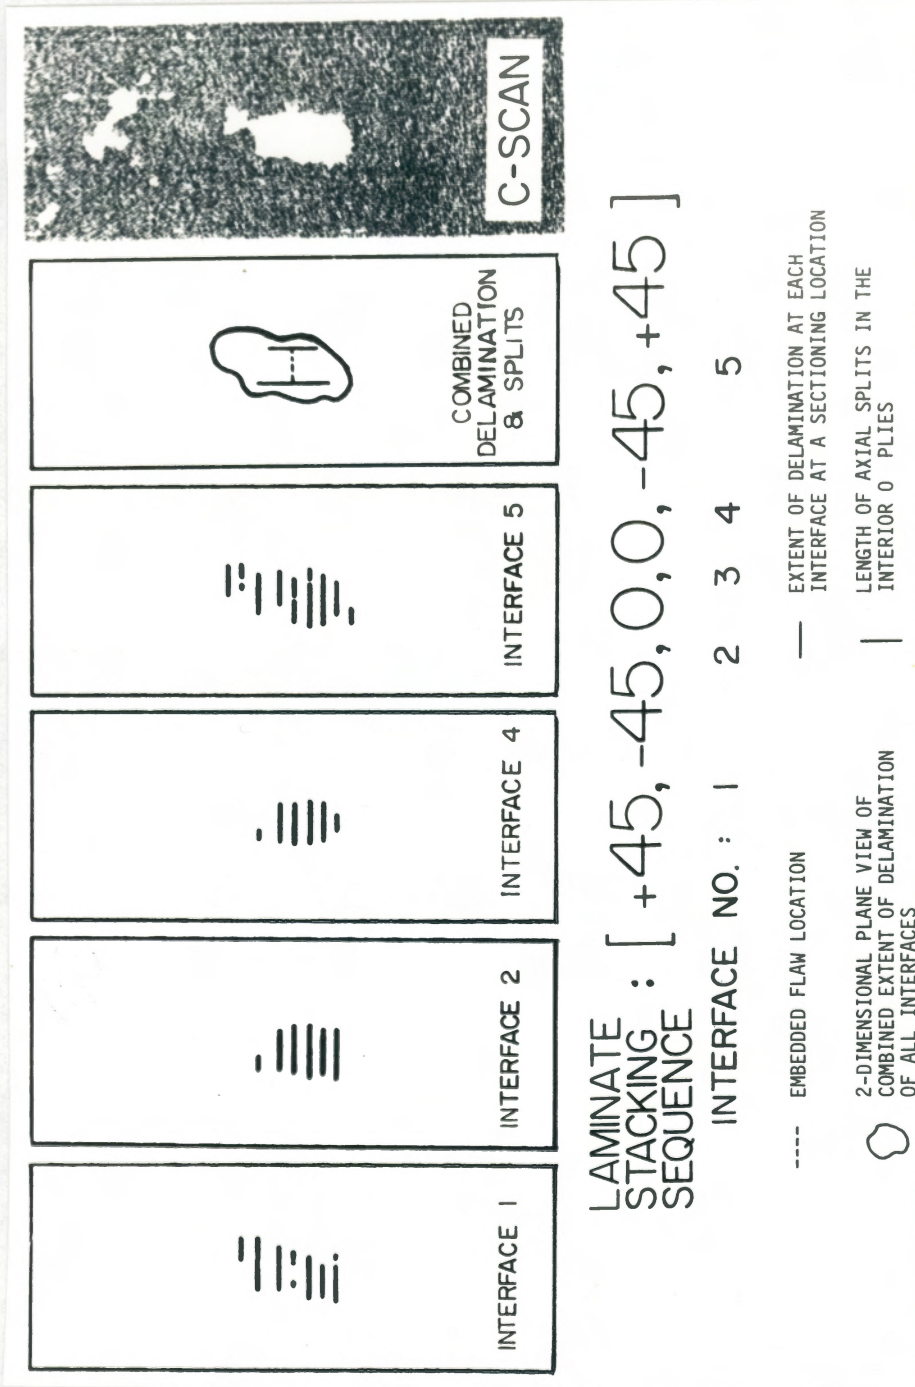 INTERFACE 1
INTERFACE 2
INTERFACE 4
INTERFACE 5
COMBINED
DELAMINATION
& SPLITS
C-SCAN
LAMINATE
STACKING : [ +45, -45, 0, 0, -45, +45 ]
SEQUENCE
INTERFACE NO. : 1 2 3 4 5
---- EMBEDDED FLAW LOCATION
2-DIMENSIONAL PLANE VIEW OF
COMBINED EXTENT OF DELAMINATION
OF ALL INTERFACES
— EXTENT OF DELAMINATION AT EACH
INTERFACE AT A SECTIONING LOCATION
| LENGTH OF AXIAL SPLITS IN THE
INTERIOR 0 PLIES